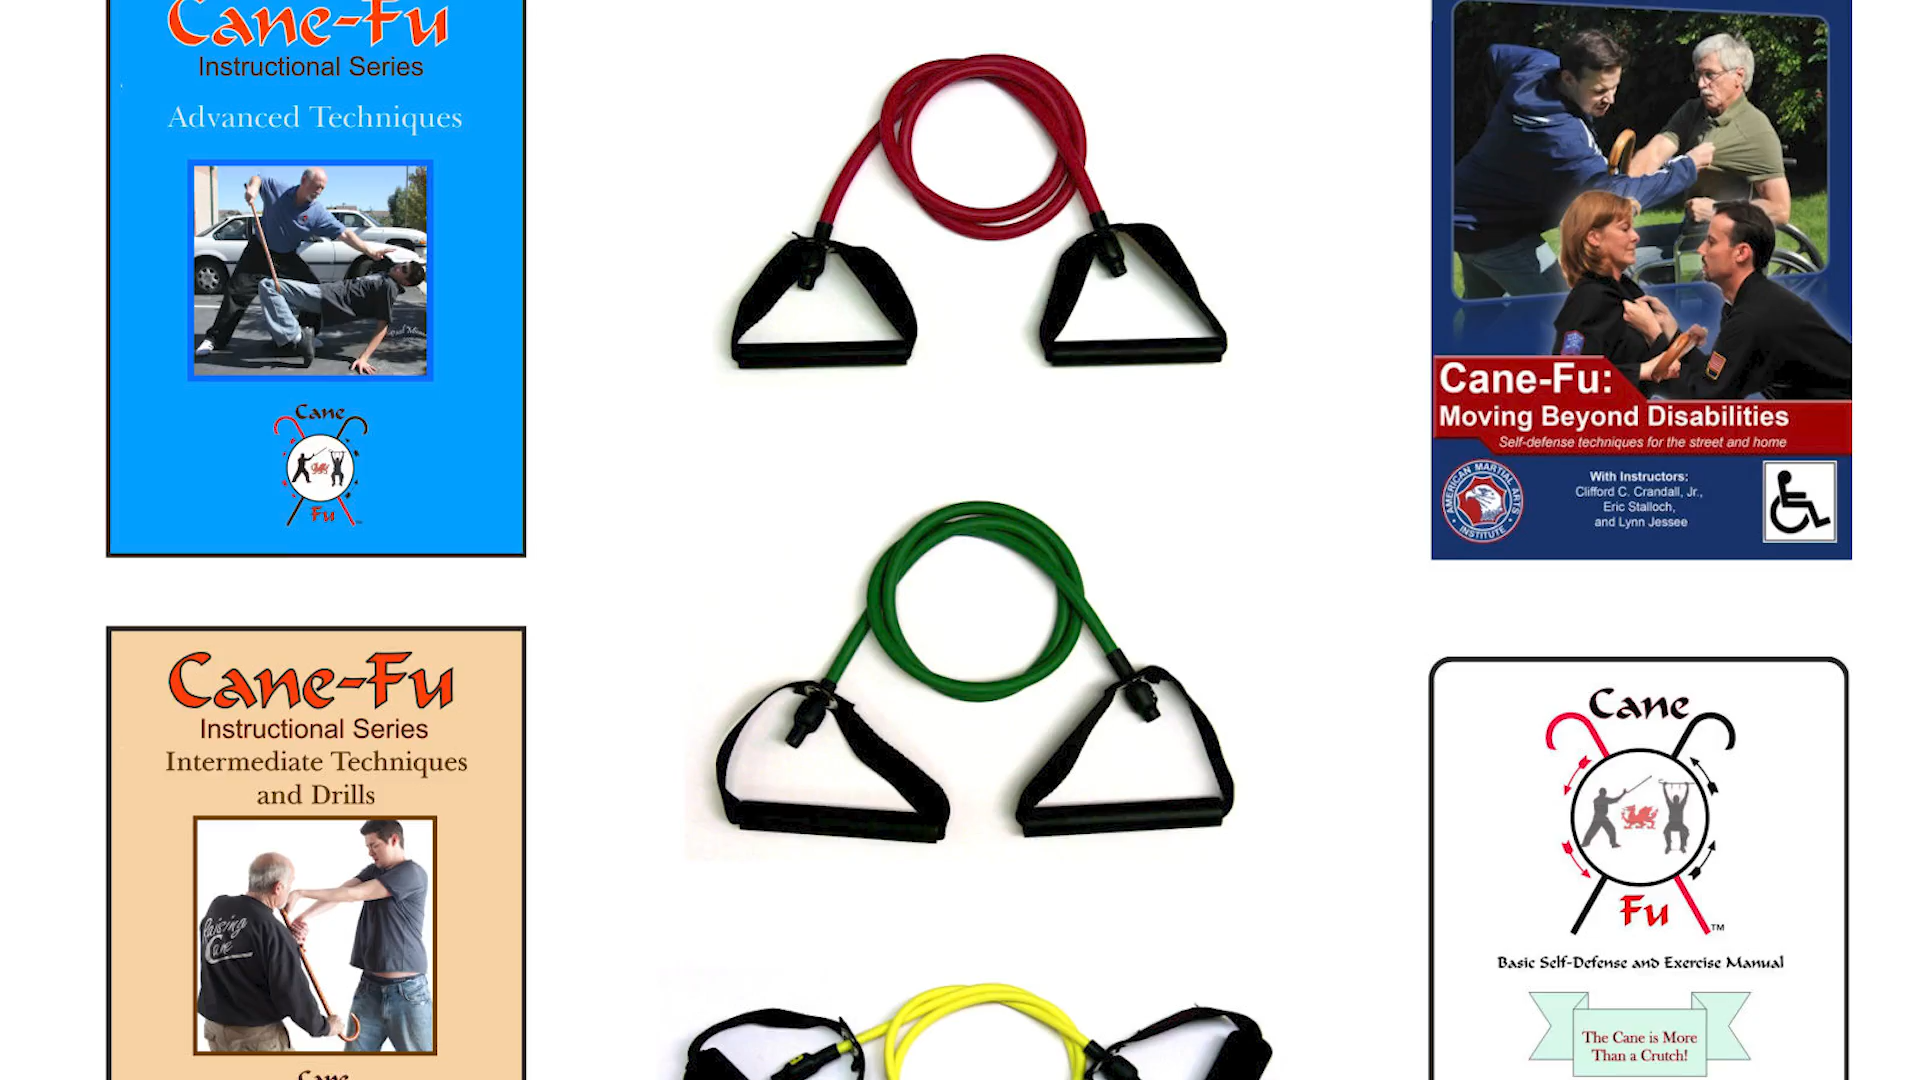 Cane-Fu
Instructional Series
Advanced Techniques
Cane
Fu
Cane-Fu
Instructional Series
Intermediate Techniques
and Drills
Raising
Cane
Cane
Cane-Fu:
Moving Beyond Disabilities
Self-defense techniques for the street and home
AMERICAN MARTIAL ARTS
INSTITUTE
With Instructors:
Clifford C. Crandall, Jr.,
Eric Stalloch,
and Lynn Jessee
Cane
Fu
TM
Basic Self-Defense and Exercise Manual
The Cane is More
Than a Crutch!